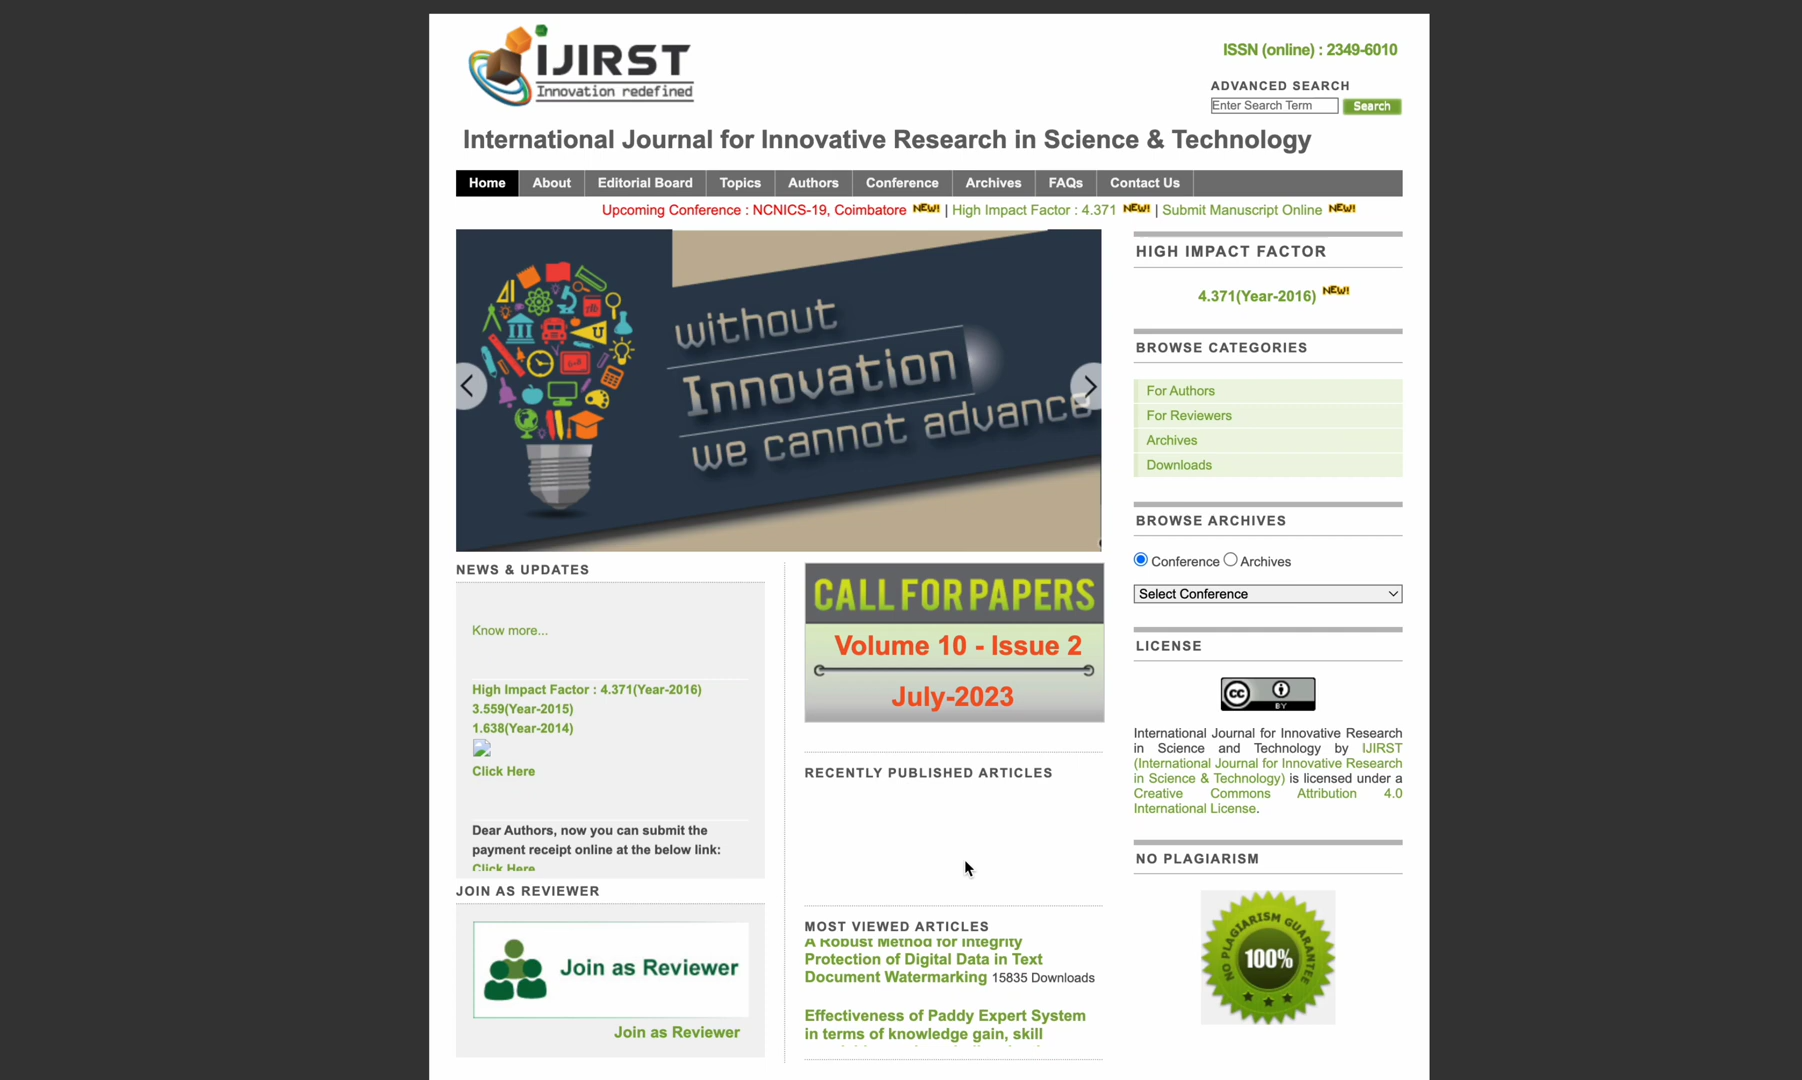 IJIRST
Innovation redefined
ISSN (online) : 2349-6010
ADVANCED SEARCH
Enter Search Term
Search
International Journal for Innovative Research in Science & Technology
Home About Editorial Board Topics Authors Conference Archives FAQs Contact Us
Upcoming Conference : NCNICS-19, Coimbatore NEW! | High Impact Factor : 4.371 NEW! | Submit Manuscript Online NEW!
without
Innovation
we cannot advance
HIGH IMPACT FACTOR
4.371(Year-2016) NEW!
BROWSE CATEGORIES
For Authors
For Reviewers
Archives
Downloads
BROWSE ARCHIVES
Conference Archives
Select Conference
LICENSE
CC BY
International Journal for Innovative Research
in Science and Technology by IJIRST
(International Journal for Innovative Research
in Science & Technology) is licensed under a
Creative Commons Attribution 4.0
International License.
NO PLAGIARISM
NO PLAGIARISM GUARANTEE
100%
NEWS & UPDATES
Know more...
High Impact Factor : 4.371(Year-2016)
3.559(Year-2015)
1.638(Year-2014)
Click Here
Dear Authors, now you can submit the
payment receipt online at the below link:
Click Here
JOIN AS REVIEWER
Join as Reviewer
Join as Reviewer
CALL FOR PAPERS
Volume 10 - Issue 2
July-2023
RECENTLY PUBLISHED ARTICLES
MOST VIEWED ARTICLES
A Robust Method for Integrity
Protection of Digital Data in Text
Document Watermarking 15835 Downloads
Effectiveness of Paddy Expert System
in terms of knowledge gain, skill